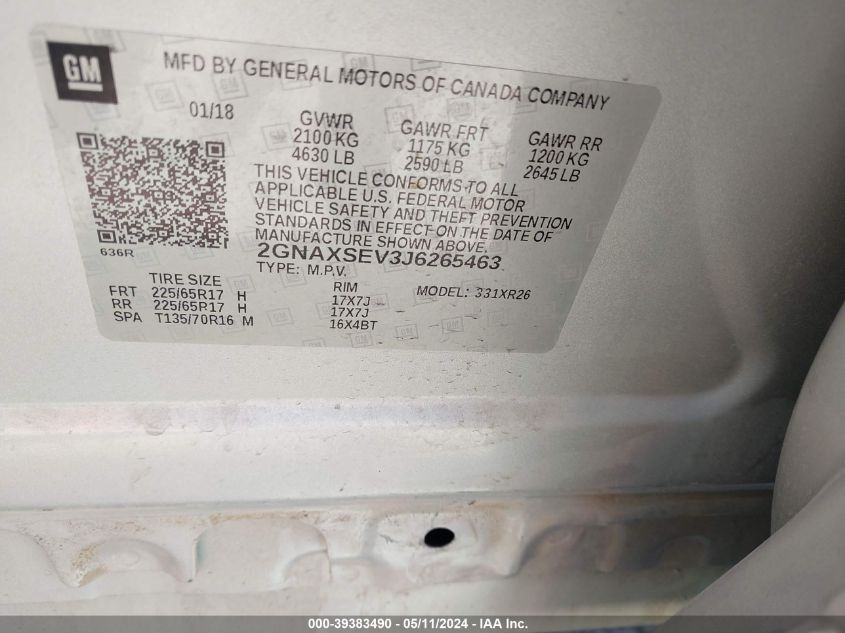 GM
MFD BY GENERAL MOTORS OF CANADA COMPANY
01/18
GVWR
2100 KG
4630 LB
GAWR FRT
1175 KG
2590 LB
GAWR RR
1200 KG
2645 LB
THIS VEHICLE CONFORMS TO ALL
APPLICABLE U.S. FEDERAL MOTOR
VEHICLE SAFETY AND THEFT PREVENTION
STANDARDS IN EFFECT ON THE DATE OF
MANUFACTURE SHOWN ABOVE.
636R
2GNAXSEV3J6265463
TYPE: M.P.V.
MODEL: 331XR26
TIRE SIZE RIM
FRT 225/65R17 H 17X7J
RR 225/65R17 H 17X7J
SPA T135/70R16 M 16X4BT
000-39383490 - 05/11/2024 - IAA Inc.